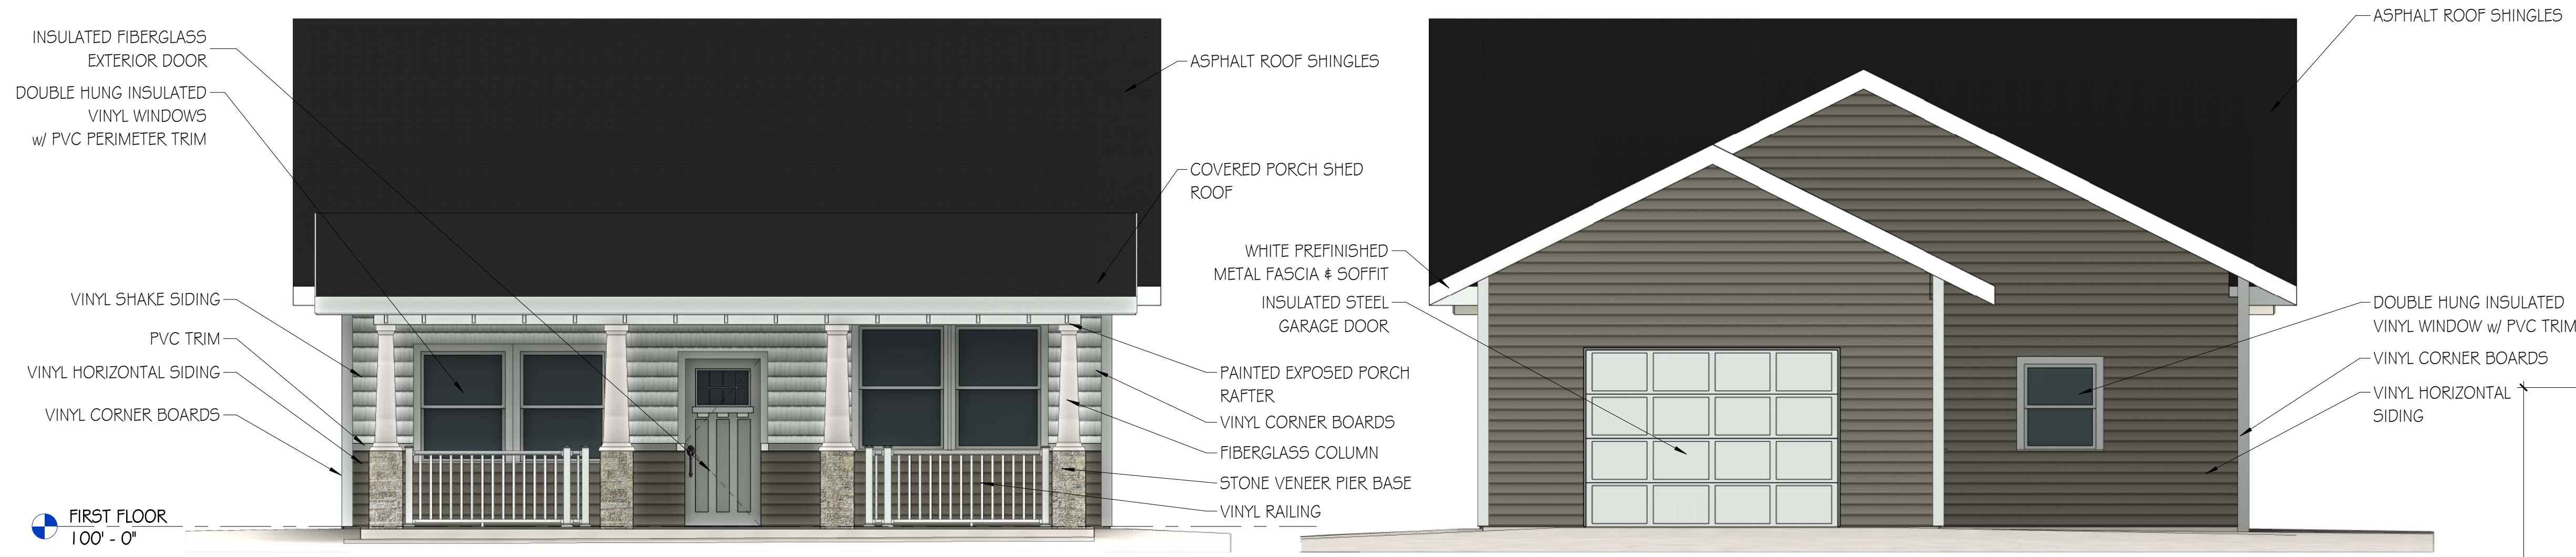 INSULATED FIBERGLASS
EXTERIOR DOOR
DOUBLE HUNG INSULATED
VINYL WINDOWS
w/ PVC PERIMETER TRIM
VINYL SHAKE SIDING
PVC TRIM
VINYL HORIZONTAL SIDING
VINYL CORNER BOARDS
FIRST FLOOR
100' - 0"
ASPHALT ROOF SHINGLES
COVERED PORCH SHED
ROOF
PAINTED EXPOSED PORCH
RAFTER
VINYL CORNER BOARDS
FIBERGLASS COLUMN
STONE VENEER PIER BASE
VINYL RAILING
WHITE PREFINISHED
METAL FASCIA & SOFFIT
INSULATED STEEL
GARAGE DOOR
ASPHALT ROOF SHINGLES
DOUBLE HUNG INSULATED
VINYL WINDOW w/ PVC TRIM
VINYL CORNER BOARDS
VINYL HORIZONTAL
SIDING